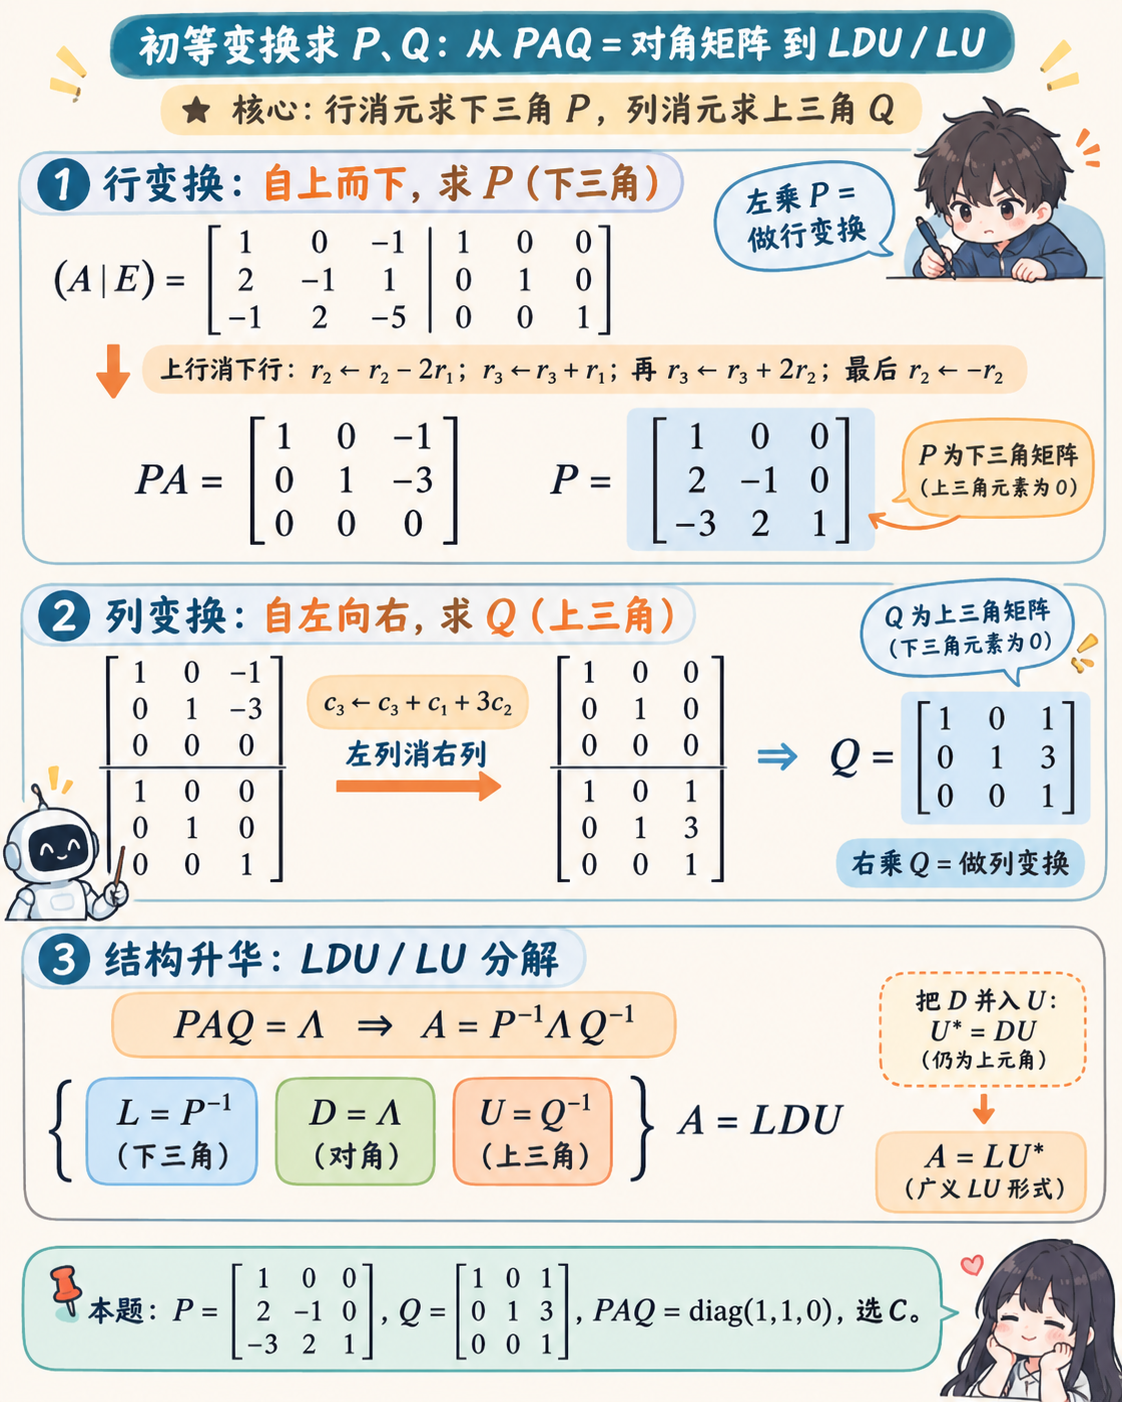 初等变换求 P、Q：从 PAQ = 对角矩阵 到 LDU / LU
★ 核心：行消元求下三角 P，列消元求上三角 Q
1 行变换：自上而下，求 P（下三角）
左乘 P =
做行变换
(A | E) =
1 0 −1 | 1 0 0
2 −1 1 | 0 1 0
−1 2 −5 | 0 0 1
上行消下行：r₂ ← r₂ − 2r₁；r₃ ← r₃ + r₁；再 r₃ ← r₃ + 2r₂；最后 r₂ ← −r₂
PA =
1 0 −1
0 1 −3
0 0 0
P =
1 0 0
2 −1 0
−3 2 1
P 为下三角矩阵
（上三角元素为 0）
2 列变换：自左向右，求 Q（上三角）
Q 为上三角矩阵
（下三角元素为 0）
1 0 −1
0 1 −3
0 0 0
1 0 0
0 1 0
0 0 1
c₃ ← c₃ + c₁ + 3c₂
左列消右列
1 0 0
0 1 0
0 0 0
1 0 1
0 1 3
0 0 1
⇒ Q =
1 0 1
0 1 3
0 0 1
右乘 Q = 做列变换
3 结构升华：LDU / LU 分解
PAQ = Λ ⇒ A = P⁻¹Λ Q⁻¹
L = P⁻¹
（下三角）
D = Λ
（对角）
U = Q⁻¹
（上三角）
A = LDU
把 D 并入 U：
U* = DU
（仍为上元角）
A = LU*
（广义 LU 形式）
本题：P =
1 0 0
2 −1 0
−3 2 1
, Q =
1 0 1
0 1 3
0 0 1
, PAQ = diag(1,1,0)，选 C。